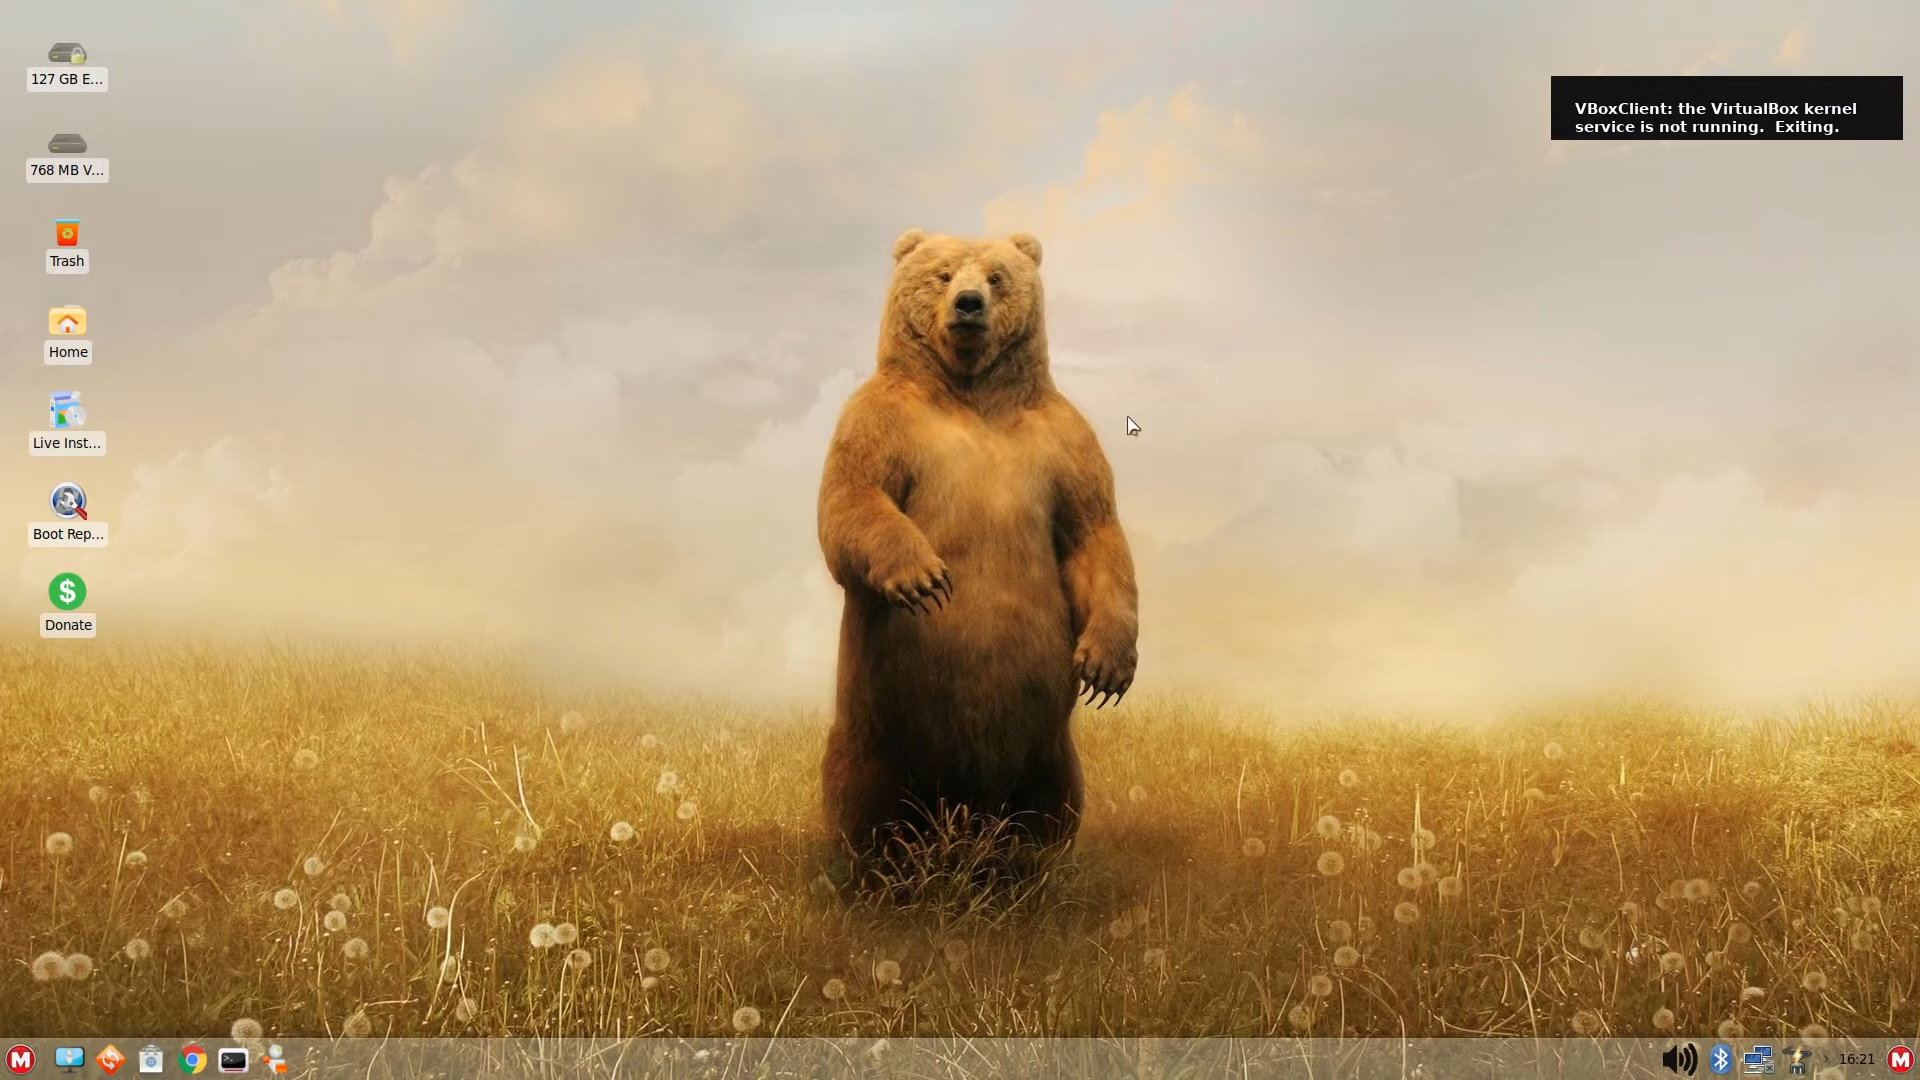 127 GB E...
768 MB V...
Trash
Home
Live Inst...
Boot Rep...
$
Donate
VBoxClient: the VirtualBox kernel
service is not running.  Exiting.
M
16:21
M